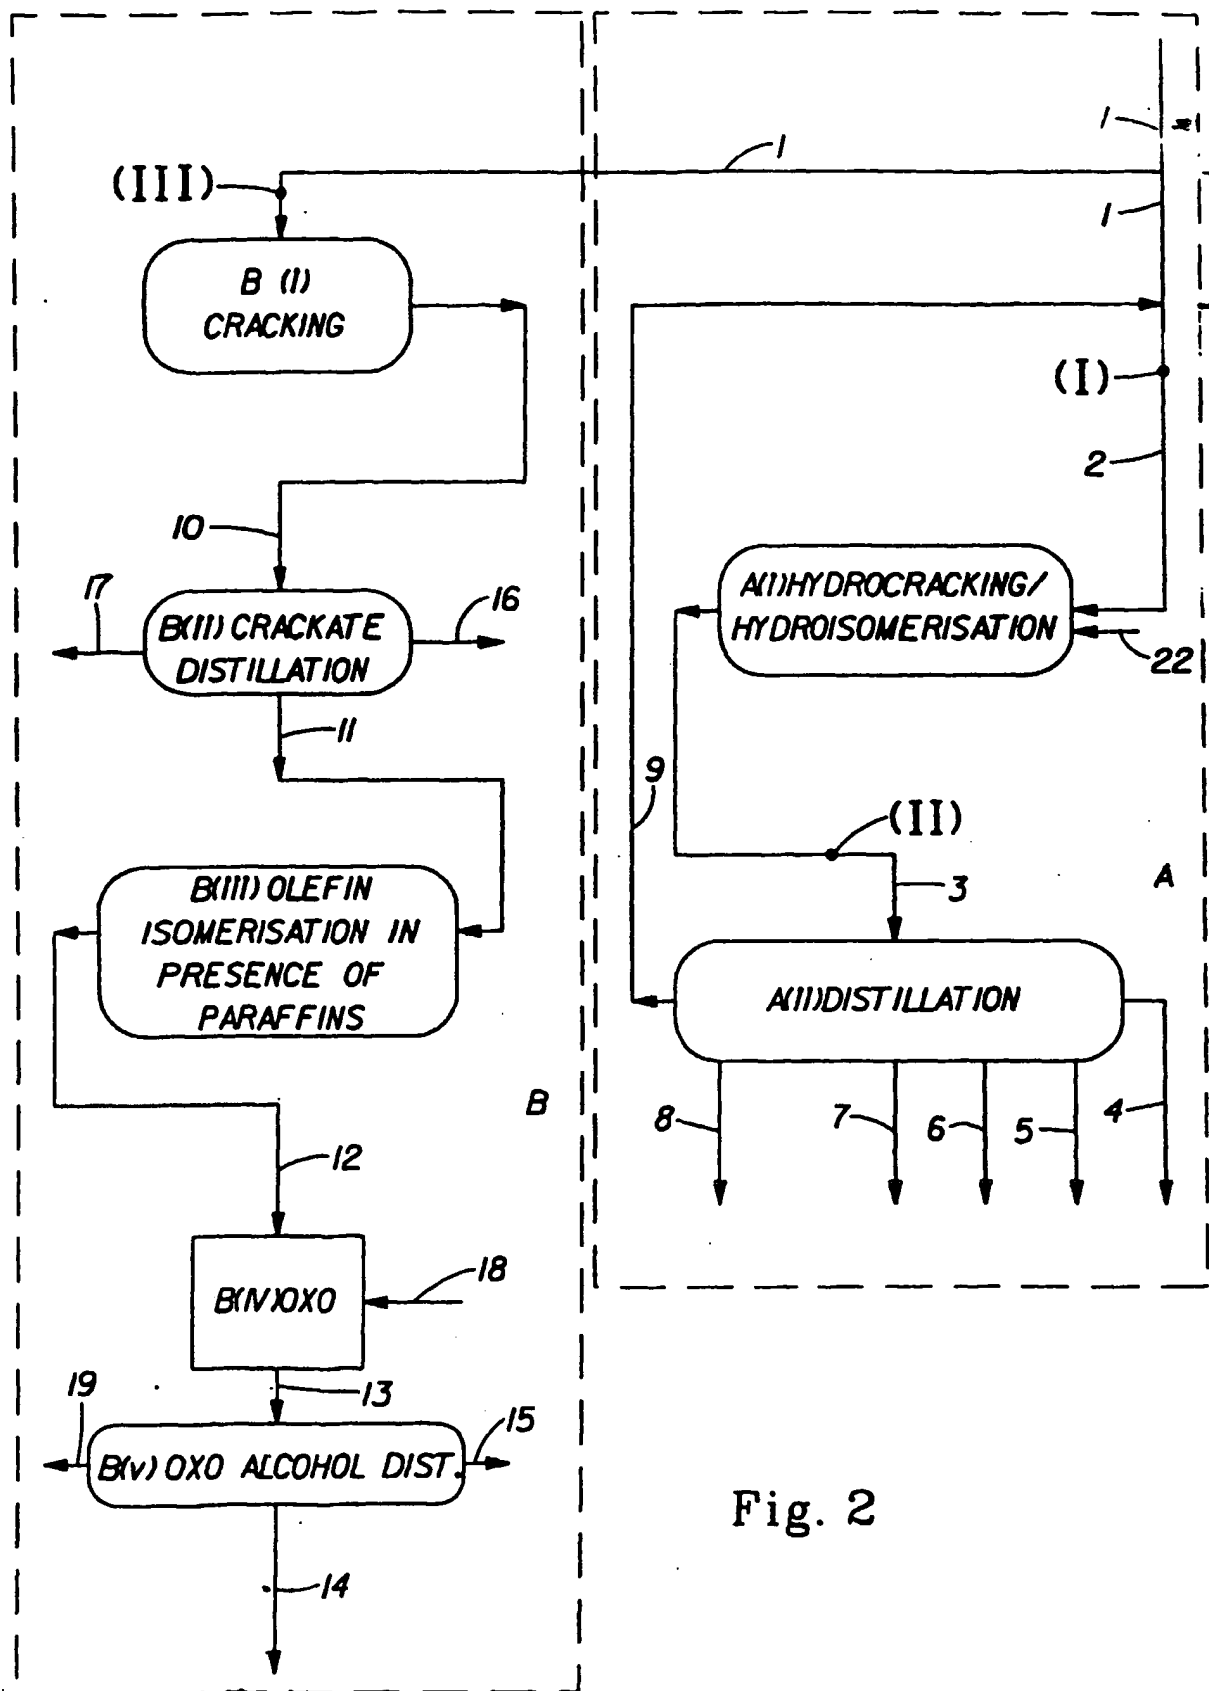 1
1
(III)
1
B (I)
CRACKING
(I)
2
10
A(I)HYDROCRACKING/
HYDROISOMERISATION
17
16
B(II) CRACKATE
DISTILLATION
22
11
9
(II)
3
A
B(III) OLEFIN
ISOMERISATION IN
PRESENCE OF
PARAFFINS
A(II)DISTILLATION
B
8
7
6
5
4
12
B(IV)OXO
18
13
19
15
B(V) OXO ALCOHOL DIST.
14
Fig. 2